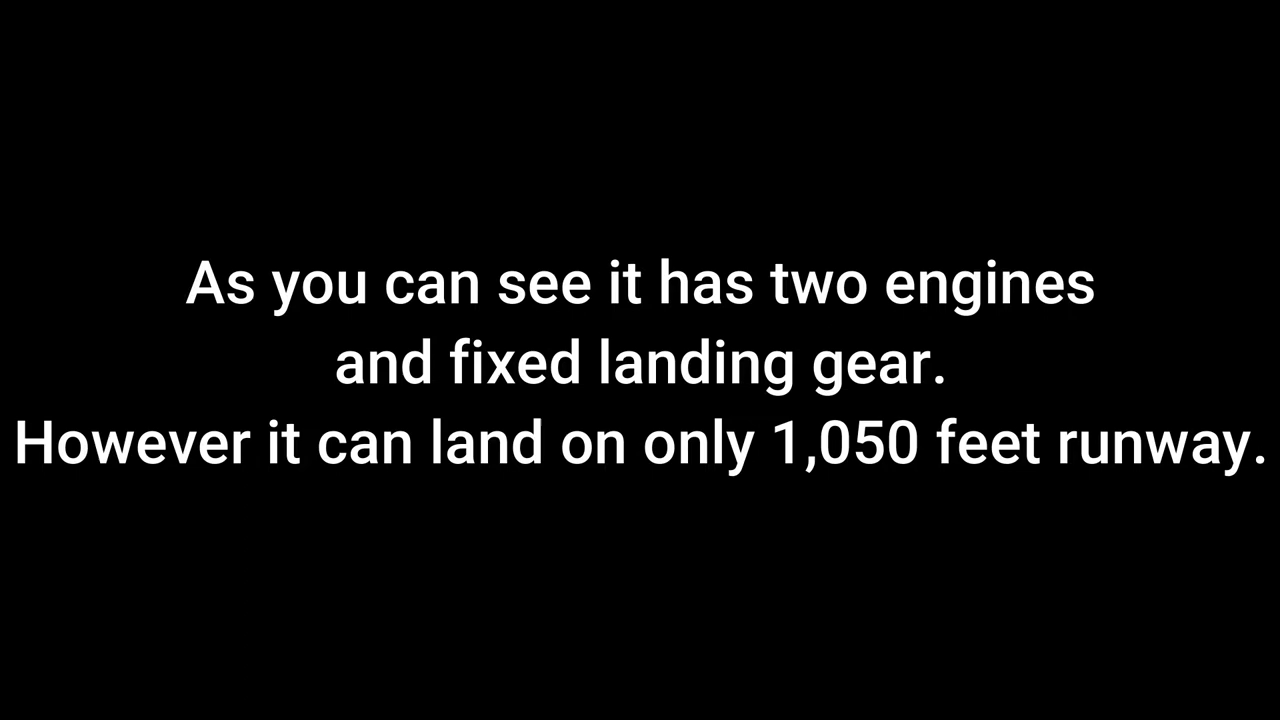 As you can see it has two engines
and fixed landing gear.
However it can land on only 1,050 feet runway.